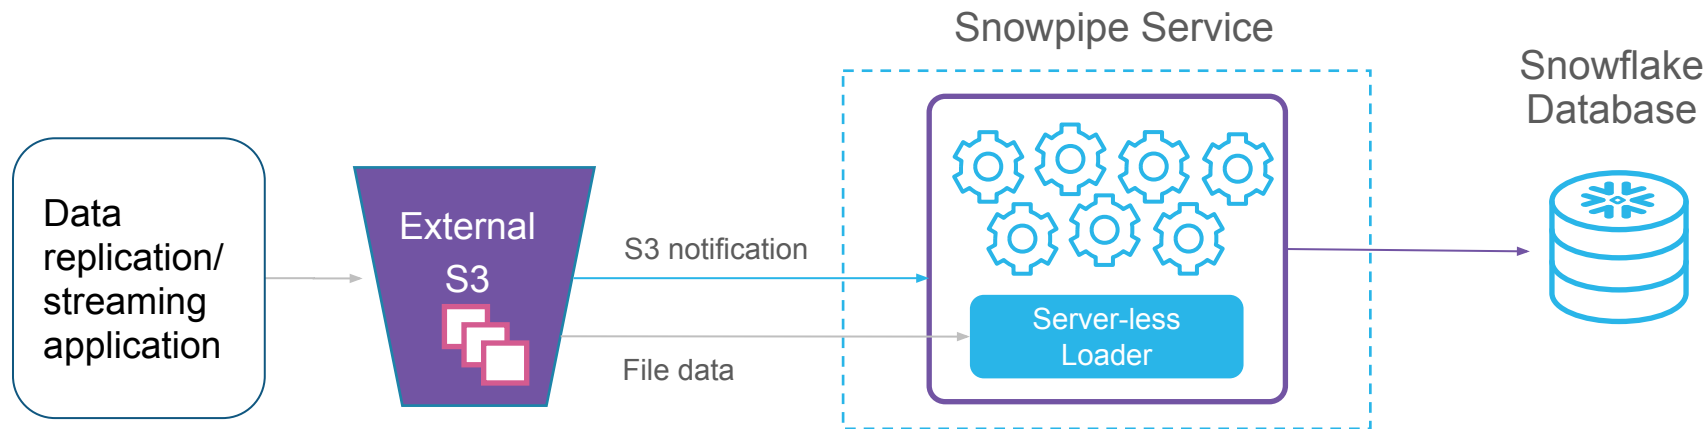 Snowpipe Service
Snowflake
Database
Data
replication/
streaming
application
External
S3
S3 notification
File data
Server-less
Loader